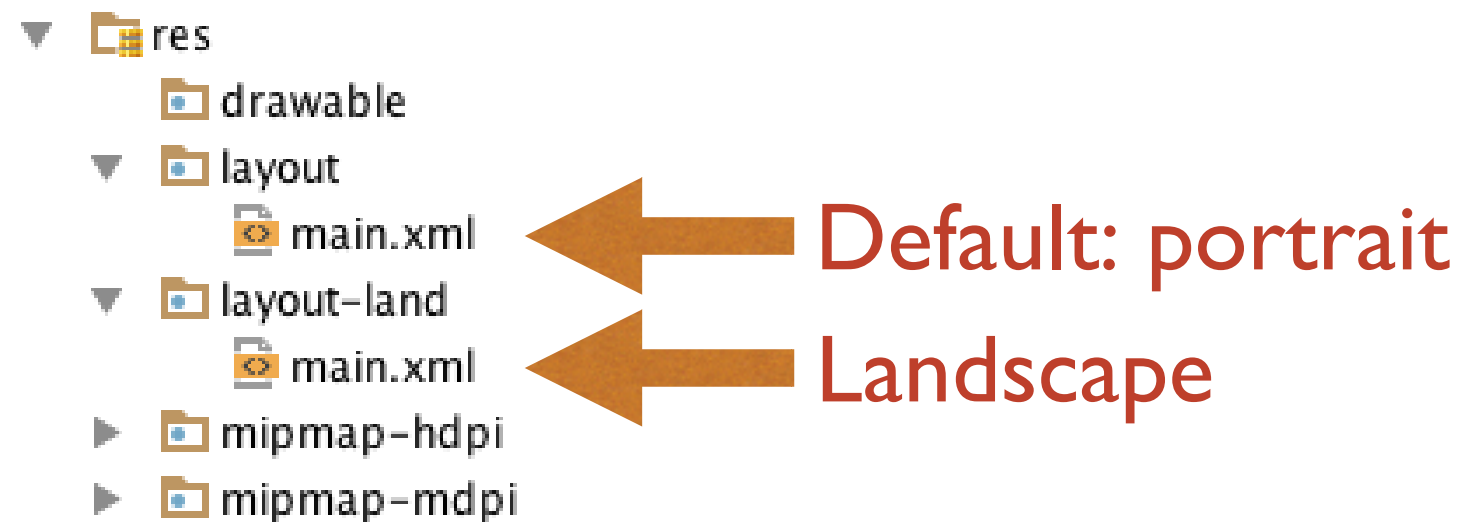 res
drawable
layout
main.xml
Default: portrait
layout-land
main.xml
Landscape
mipmap-hdpi
mipmap-mdpi